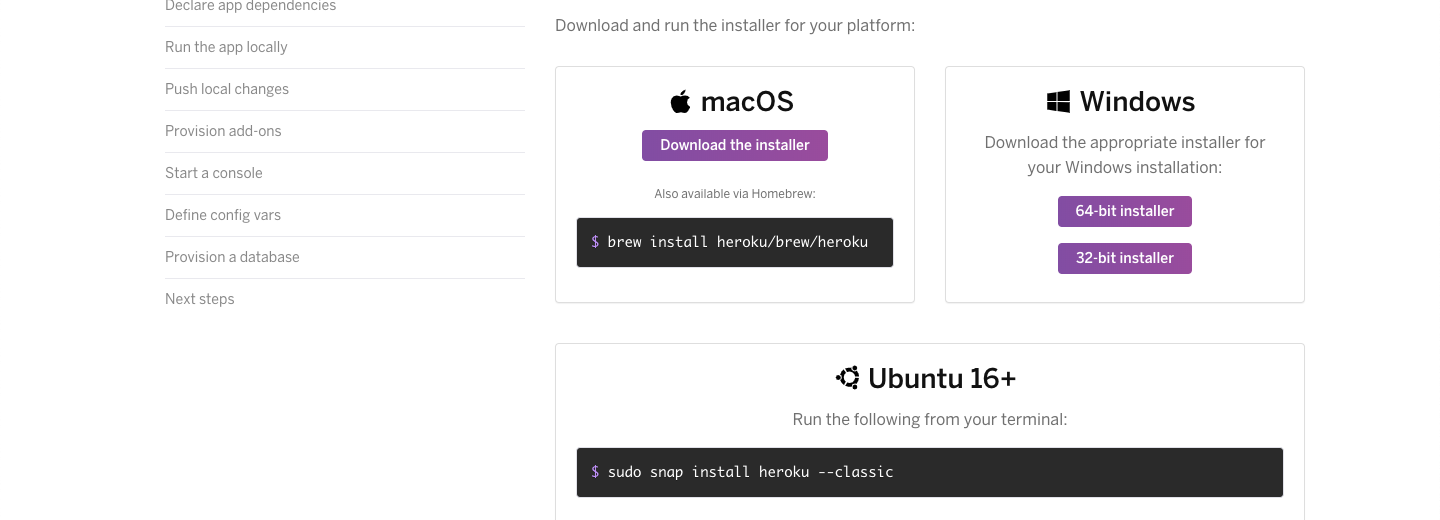 Declare app dependencies
Run the app locally
Push local changes
Provision add-ons
Start a console
Define config vars
Provision a database
Next steps
Download and run the installer for your platform:
macOS
Download the installer
Also available via Homebrew:
$ brew install heroku/brew/heroku
Windows
Download the appropriate installer for
your Windows installation:
64-bit installer
32-bit installer
Ubuntu 16+
Run the following from your terminal:
$ sudo snap install heroku --classic